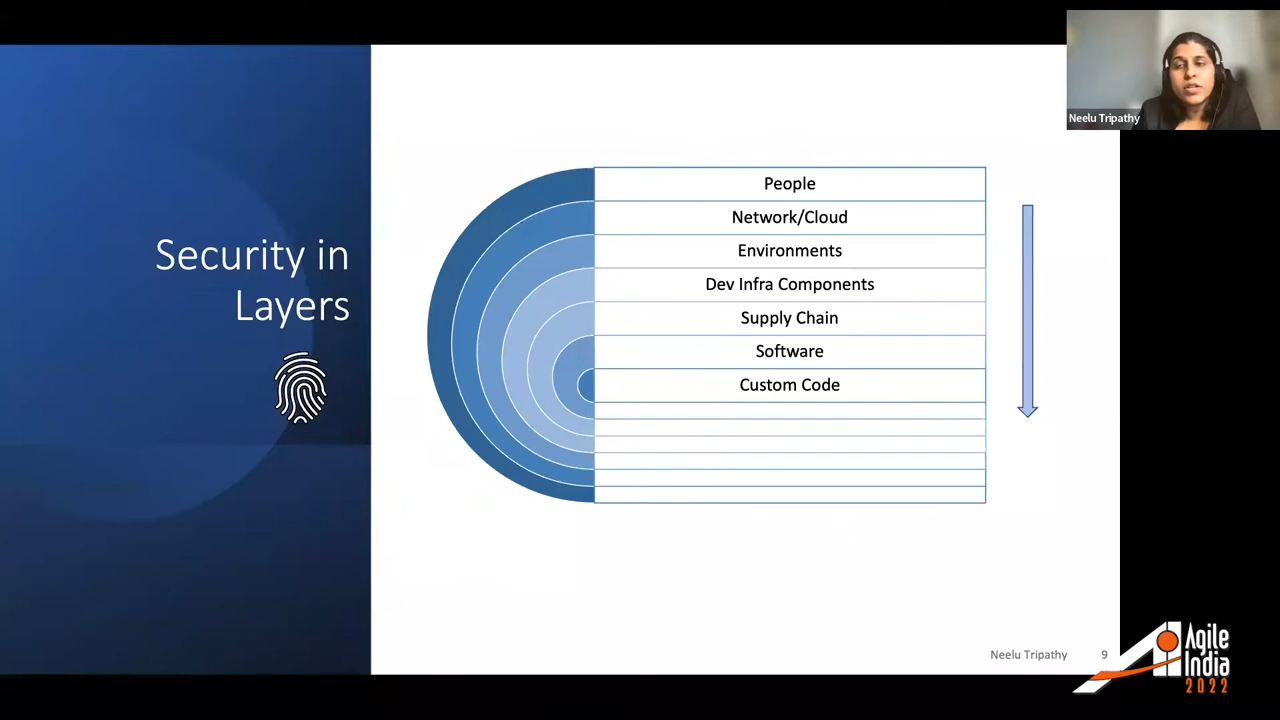 Neelu Tripathy
Security in
Layers
People
Network/Cloud
Environments
Dev Infra Components
Supply Chain
Software
Custom Code
Neelu Tripathy
9
Agile
India
2022